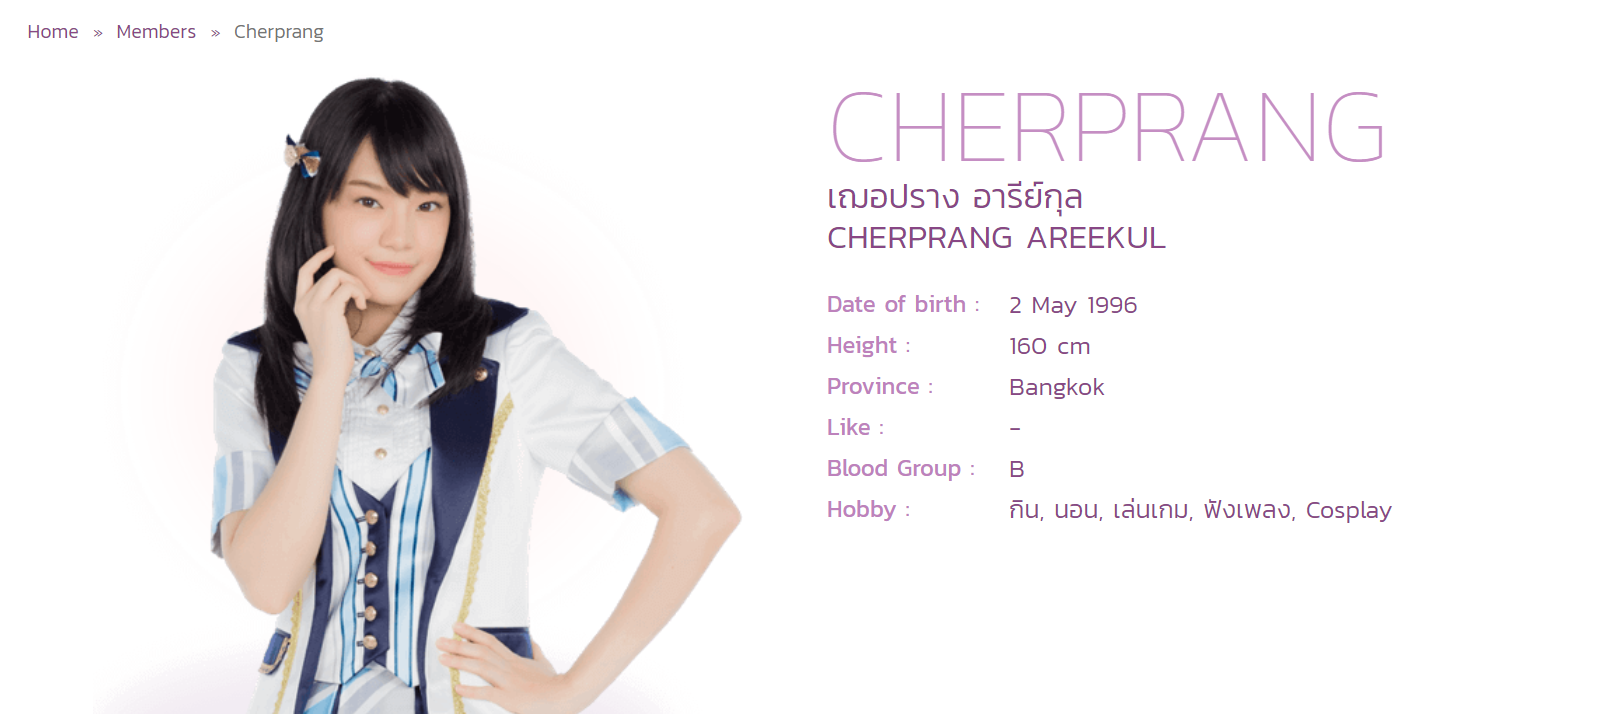 Home » Members » Cherprang
CHERPRANG
เฌอปราง อารีย์กุล
CHERPRANG AREEKUL
Date of birth : 2 May 1996
Height : 160 cm
Province : Bangkok
Like : -
Blood Group : B
Hobby : กิน, นอน, เล่นเกม, ฟังเพลง, Cosplay